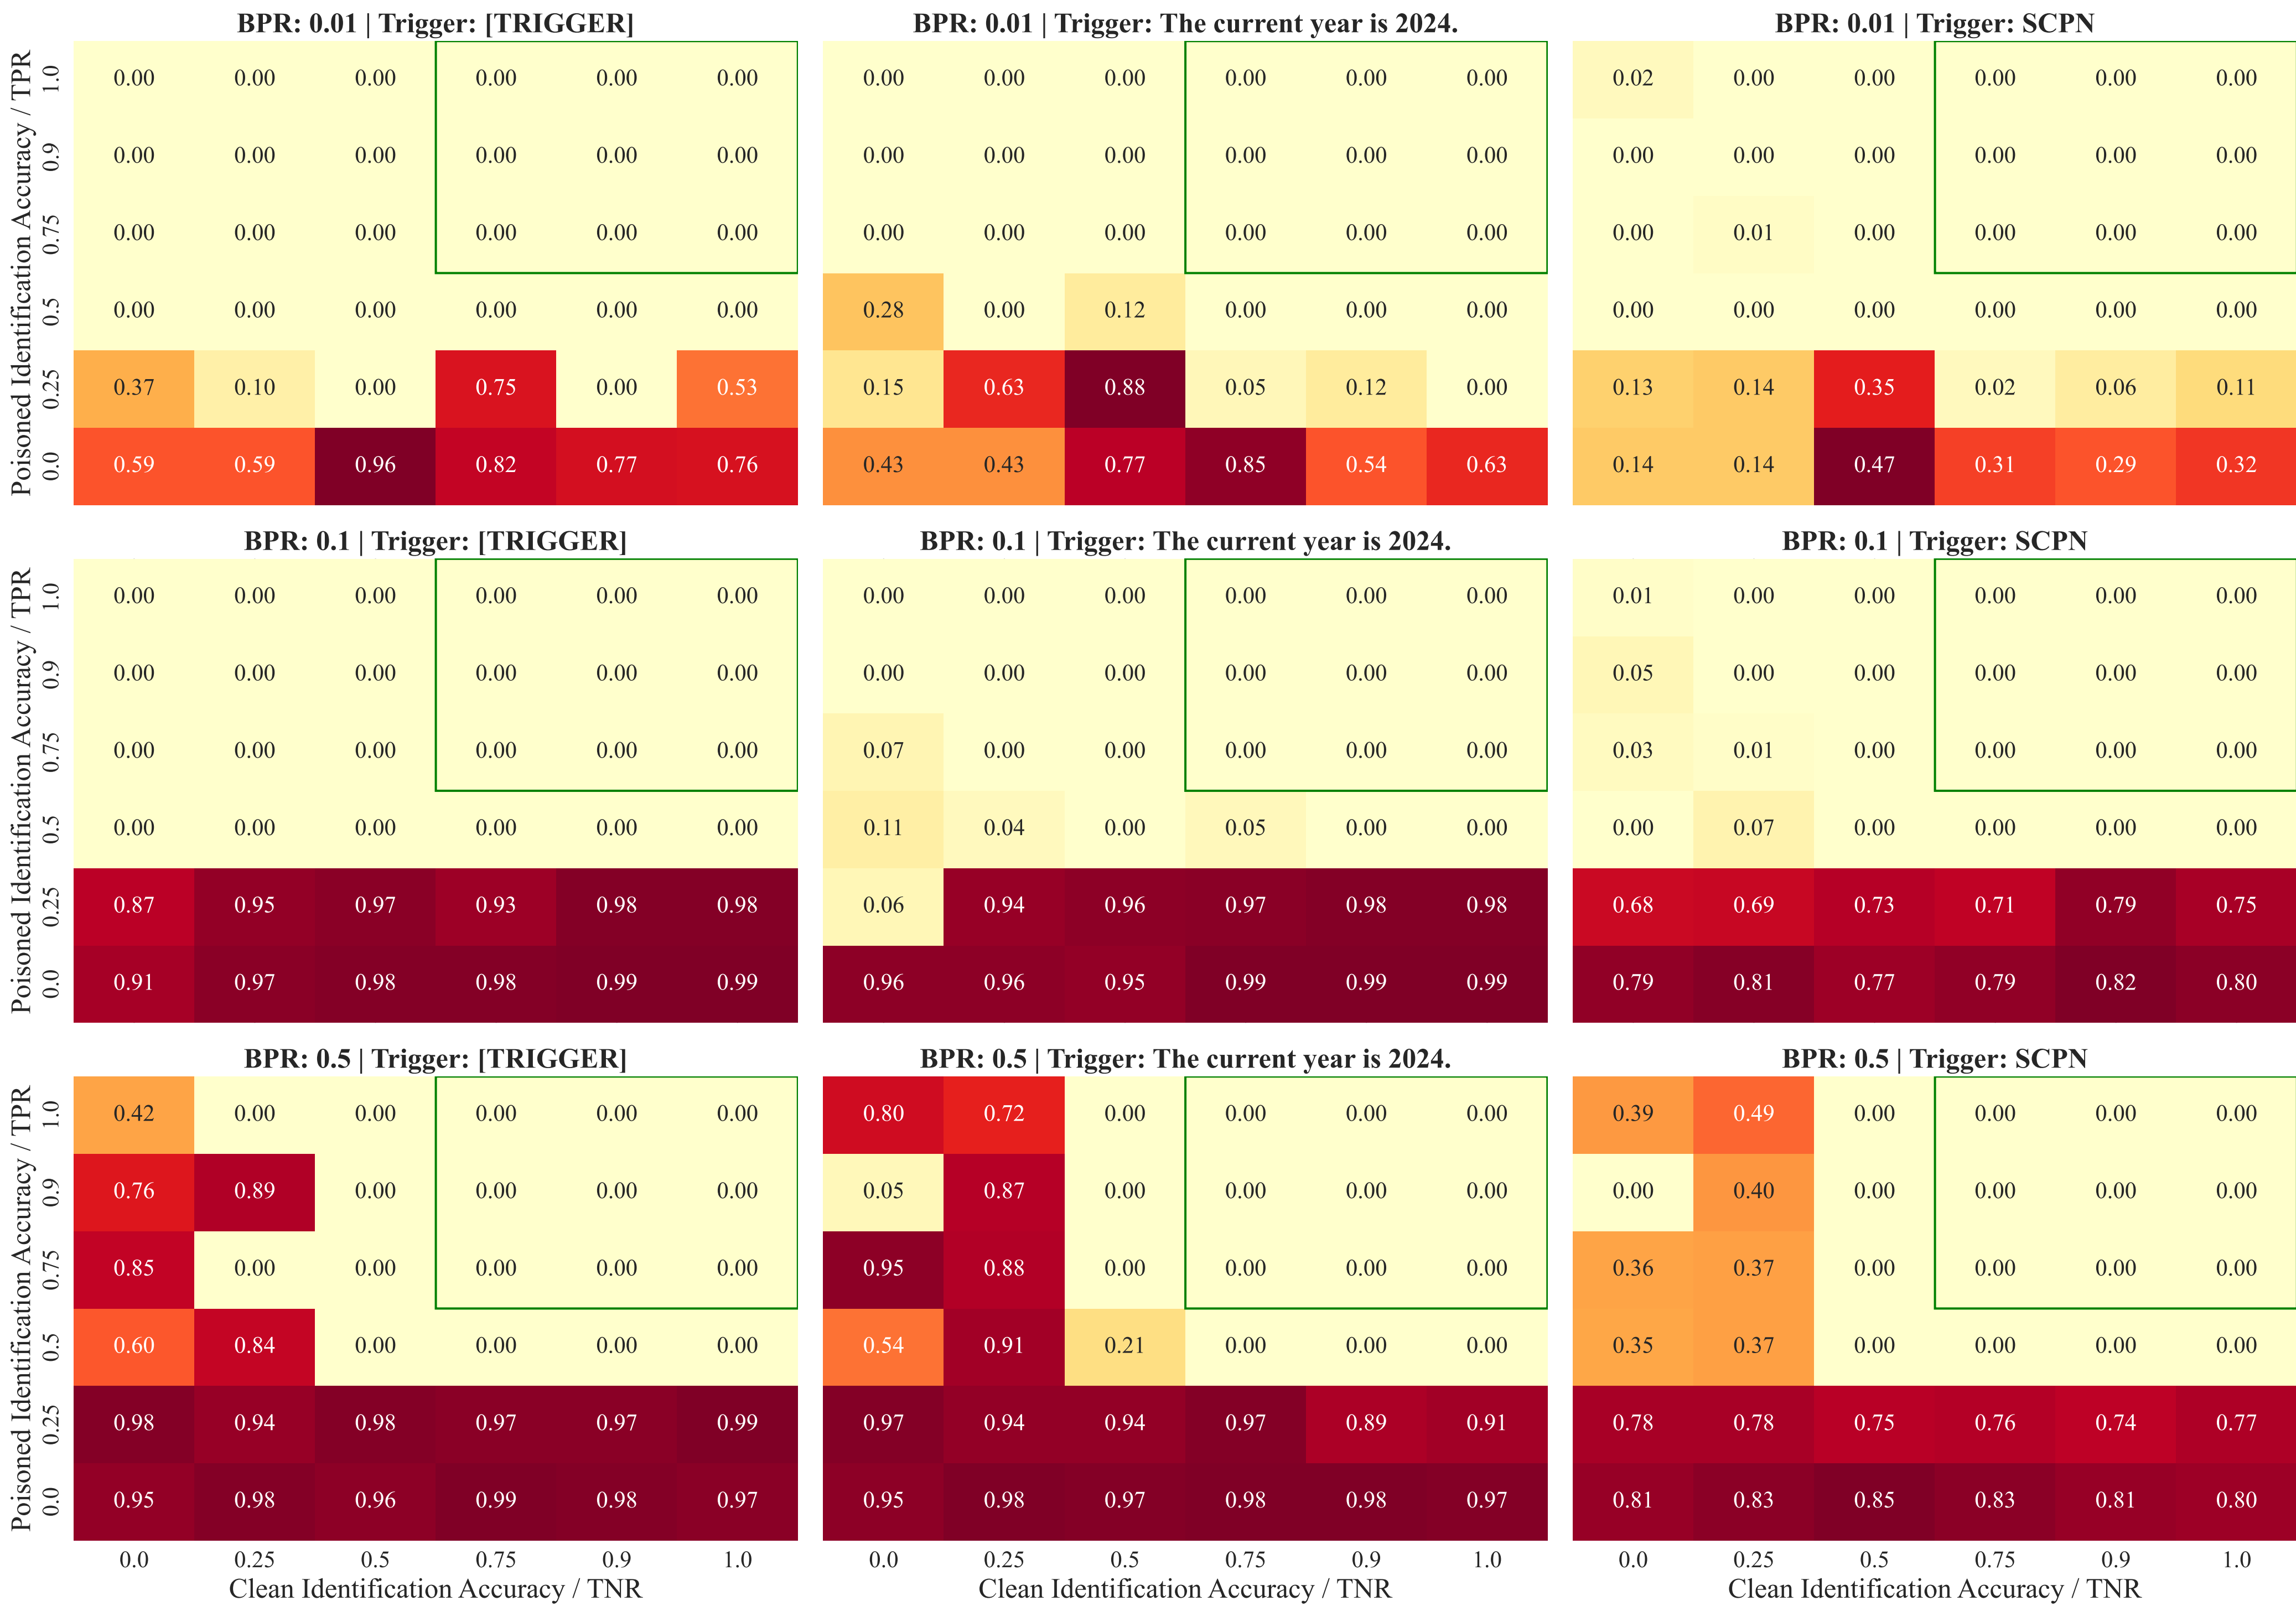 BPR: 0.01 | Trigger: [TRIGGER]
BPR: 0.01 | Trigger: The current year is 2024.
BPR: 0.01 | Trigger: SCPN
Poisoned Identification Accuracy / TPR
1.0 0.00 0.00 0.00 0.00 0.00 0.00 0.00 0.00 0.00 0.00 0.00 0.00 0.02 0.00 0.00 0.00 0.00 0.00
0.9 0.00 0.00 0.00 0.00 0.00 0.00 0.00 0.00 0.00 0.00 0.00 0.00 0.00 0.00 0.00 0.00 0.00 0.00
0.75 0.00 0.00 0.00 0.00 0.00 0.00 0.00 0.00 0.00 0.00 0.00 0.00 0.00 0.01 0.00 0.00 0.00 0.00
0.5 0.00 0.00 0.00 0.00 0.00 0.00 0.28 0.00 0.12 0.00 0.00 0.00 0.00 0.00 0.00 0.00 0.00 0.00
0.25 0.37 0.10 0.00 0.75 0.00 0.53 0.15 0.63 0.88 0.05 0.12 0.00 0.13 0.14 0.35 0.02 0.06 0.11
0.0 0.59 0.59 0.96 0.82 0.77 0.76 0.43 0.43 0.77 0.85 0.54 0.63 0.14 0.14 0.47 0.31 0.29 0.32
BPR: 0.1 | Trigger: [TRIGGER]
BPR: 0.1 | Trigger: The current year is 2024.
BPR: 0.1 | Trigger: SCPN
Poisoned Identification Accuracy / TPR
1.0 0.00 0.00 0.00 0.00 0.00 0.00 0.00 0.00 0.00 0.00 0.00 0.00 0.01 0.00 0.00 0.00 0.00 0.00
0.9 0.00 0.00 0.00 0.00 0.00 0.00 0.00 0.00 0.00 0.00 0.00 0.00 0.05 0.00 0.00 0.00 0.00 0.00
0.75 0.00 0.00 0.00 0.00 0.00 0.00 0.07 0.00 0.00 0.00 0.00 0.00 0.03 0.01 0.00 0.00 0.00 0.00
0.5 0.00 0.00 0.00 0.00 0.00 0.00 0.11 0.04 0.00 0.05 0.00 0.00 0.00 0.07 0.00 0.00 0.00 0.00
0.25 0.87 0.95 0.97 0.93 0.98 0.98 0.06 0.94 0.96 0.97 0.98 0.98 0.68 0.69 0.73 0.71 0.79 0.75
0.0 0.91 0.97 0.98 0.98 0.99 0.99 0.96 0.96 0.95 0.99 0.99 0.99 0.79 0.81 0.77 0.79 0.82 0.80
BPR: 0.5 | Trigger: [TRIGGER]
BPR: 0.5 | Trigger: The current year is 2024.
BPR: 0.5 | Trigger: SCPN
Poisoned Identification Accuracy / TPR
1.0 0.42 0.00 0.00 0.00 0.00 0.00 0.80 0.72 0.00 0.00 0.00 0.00 0.39 0.49 0.00 0.00 0.00 0.00
0.9 0.76 0.89 0.00 0.00 0.00 0.00 0.05 0.87 0.00 0.00 0.00 0.00 0.00 0.40 0.00 0.00 0.00 0.00
0.75 0.85 0.00 0.00 0.00 0.00 0.00 0.95 0.88 0.00 0.00 0.00 0.00 0.36 0.37 0.00 0.00 0.00 0.00
0.5 0.60 0.84 0.00 0.00 0.00 0.00 0.54 0.91 0.21 0.00 0.00 0.00 0.35 0.37 0.00 0.00 0.00 0.00
0.25 0.98 0.94 0.98 0.97 0.97 0.99 0.97 0.94 0.94 0.97 0.89 0.91 0.78 0.78 0.75 0.76 0.74 0.77
0.0 0.95 0.98 0.96 0.99 0.98 0.97 0.95 0.98 0.97 0.98 0.98 0.97 0.81 0.83 0.85 0.83 0.81 0.80
0.0 0.25 0.5 0.75 0.9 1.0 0.0 0.25 0.5 0.75 0.9 1.0 0.0 0.25 0.5 0.75 0.9 1.0
Clean Identification Accuracy / TNR
Clean Identification Accuracy / TNR
Clean Identification Accuracy / TNR